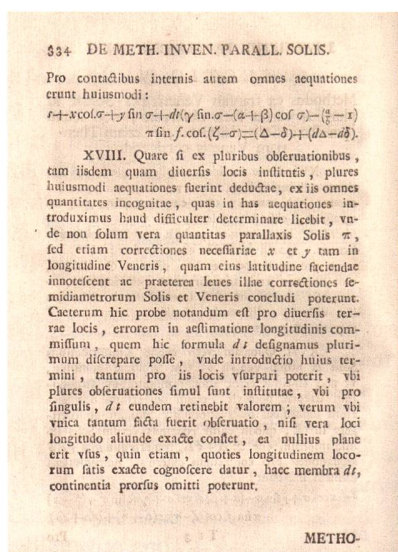 334 DE METH. INVEN. PARALL. SOLIS.
Pro contactibus internis autem omnes aequationes
erunt huiusmodi :
s+xcoſ.σ+y ſin σ+dt(γ ſin.σ−(α+β) coſ σ)−(a/b − 1)
π ſin f. coſ. (ζ−σ)=(Δ−δ)+(dΔ−dδ).
XVIII. Quare ſi ex pluribus obſeruationibus ,
tam iisdem quam diuerſis locis inſtitutis , plures
huiusmodi aequationes fuerint deductae, ex iis omnes
quantitates incognitae , quas in has aequationes in-
troduximus haud difficulter determinare licebit , vn-
de non ſolum vera quantitas parallaxis Solis π ,
ſed etiam correctiones neceſſariae x et y tam in
longitudine Veneris , quam eius latitudine faciendae
innoteſcent ac praeterea leues illae correctiones ſe-
midiametrorum Solis et Veneris concludi poterunt.
Caeterum hic probe notandum eſt pro diuerſis ter-
rae locis , errorem in aeſtimatione longitudinis com-
miſſum , quem hic formula dt deſignamus pluri-
mum diſcrepare poſſe , vnde introductio huius ter-
mini , tantum pro iis locis vſurpari poterit , vbi
plures obſeruationes ſimul ſunt inſtitutae , vbi pro
ſingulis , dt eundem retinebit valorem ; verum vbi
vnica tantum facta fuerit obſeruatio , niſi vera loci
longitudo aliunde exacte conſtet , ea nullius plane
erit vſus , quin etiam , quoties longitudinem loco-
rum ſatis exacte cognoſcere datur , haec membra dt,
continentia prorſus omitti poterunt.
METHO-